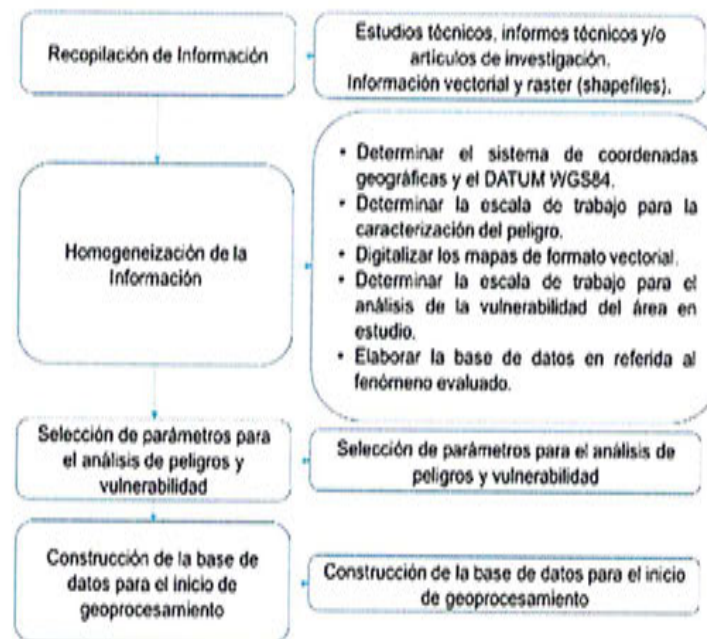 Recopilación de Información
Estudios técnicos, informes técnicos y/o
artículos de investigación.
Información vectorial y raster (shapefiles).
Homogeneización de la
Información
• Determinar el sistema de coordenadas
geográficas y el DATUM WGS84.
• Determinar la escala de trabajo para la
caracterización del peligro.
• Digitalizar los mapas de formato vectorial.
• Determinar la escala de trabajo para el
análisis de la vulnerabilidad del área en
estudio.
• Elaborar la base de datos en referida al
fenómeno evaluado.
Selección de parámetros para
el análisis de peligros y
vulnerabilidad
Selección de parámetros para el análisis de
peligros y vulnerabilidad
Construcción de la base de
datos para el inicio de
geoprocesamiento
Construcción de la base de datos para el inicio
de geoprocesamiento